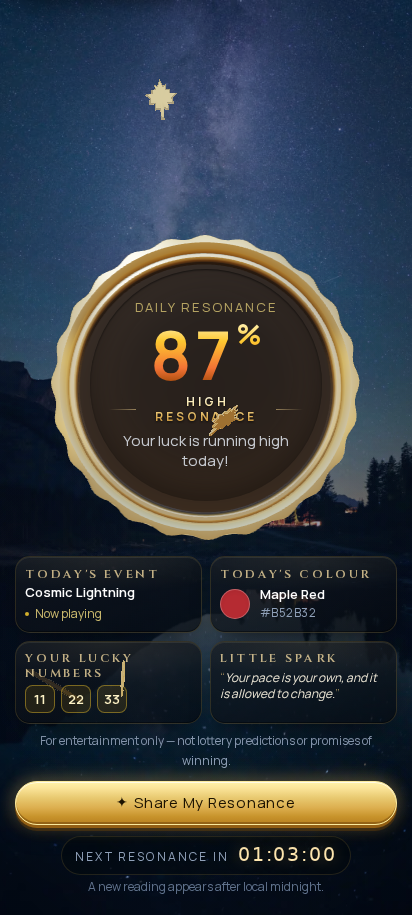 DAILY RESONANCE
87%
HIGH
RESONANCE
Your luck is running high
today!
TODAY'S EVENT
Cosmic Lightning
• Now playing
TODAY'S COLOUR
Maple Red
#B52B32
YOUR LUCKY
NUMBERS
11 22 33
LITTLE SPARK
"Your pace is your own, and it
is allowed to change."
For entertainment only — not lottery predictions or promises of
winning.
✦ Share My Resonance
NEXT RESONANCE IN 01:03:00
A new reading appears after local midnight.